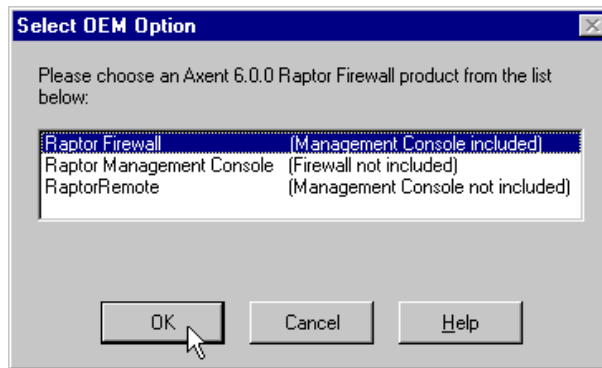 Select OEM Option
Please choose an Axent 6.0.0 Raptor Firewall product from the list
below:
Raptor Firewall (Management Console included)
Raptor Management Console (Firewall not included)
RaptorRemote (Management Console not included)
OK Cancel Help